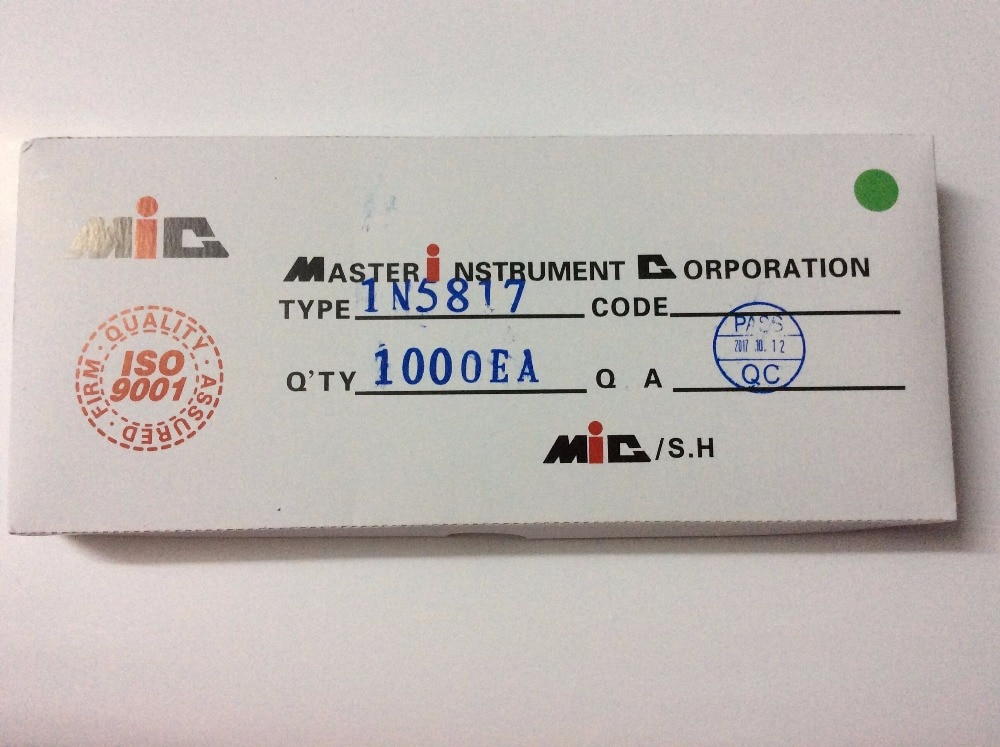 MiC
MASTER iNSTRUMENT CORPORATION
TYPE 1N5817 CODE
Q'TY 1000EA Q A
PASS
2017.10.12
QC
FIRM · QUALITY · ASSURED ·
ISO
9001
MiC/S.H